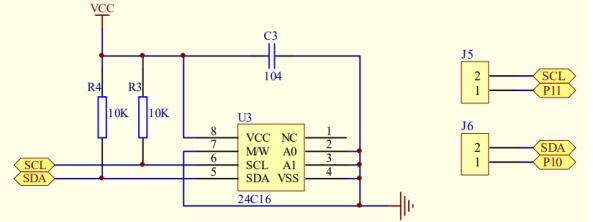 VCC
C3
104
R4
R3
10K
10K
U3
8 VCC NC 1
7 M/W A0 2
6 SCL A1 3
5 SDA VSS 4
24C16
SCL
SDA
J5
2 SCL
1 P11
J6
2 SDA
1 P10